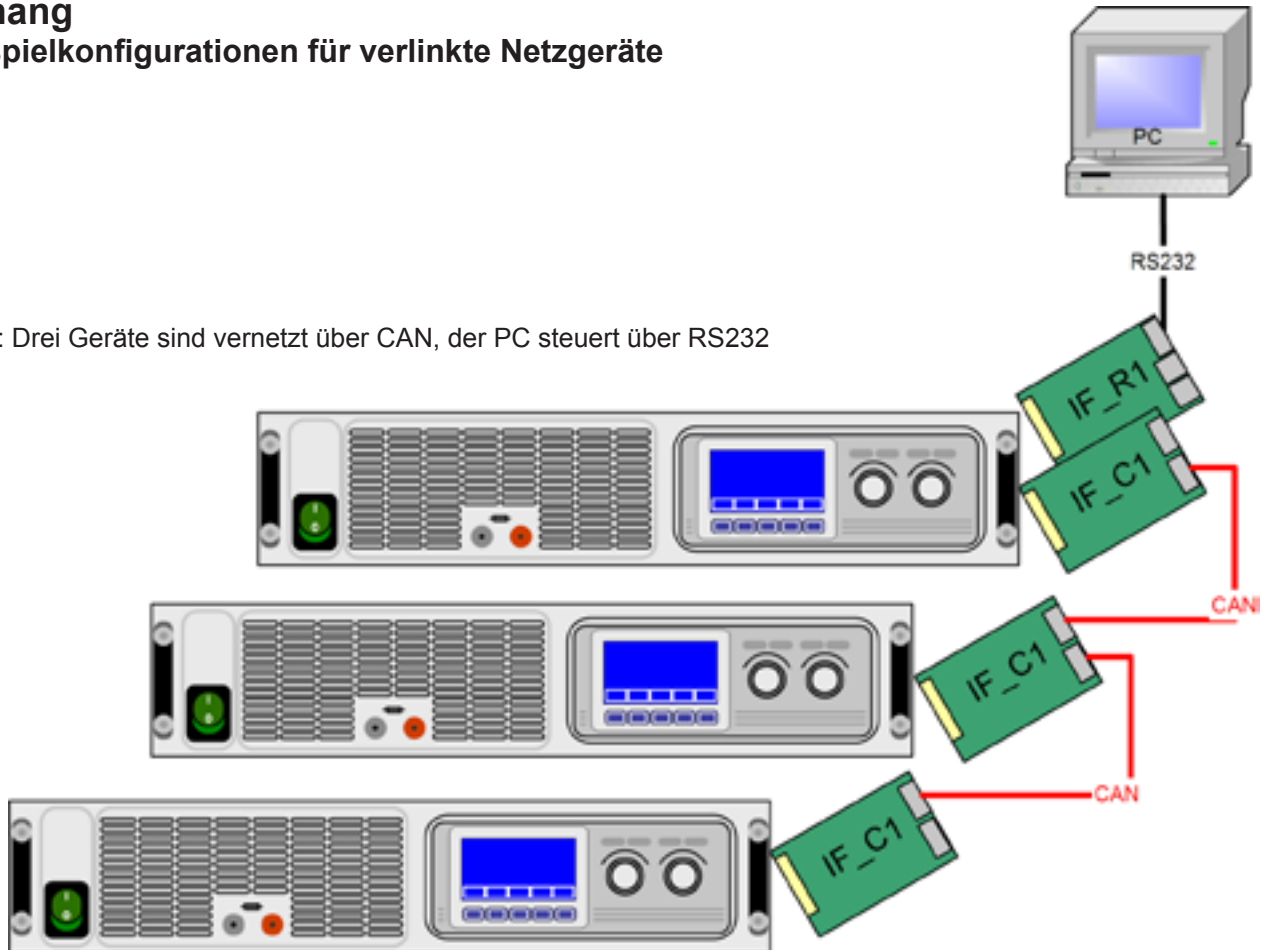 hang
spielkonfigurationen für verlinkte Netzgeräte
PC
RS232
: Drei Geräte sind vernetzt über CAN, der PC steuert über RS232
IF_R1
IF_C1
CAN
IF_C1
CAN
IF_C1